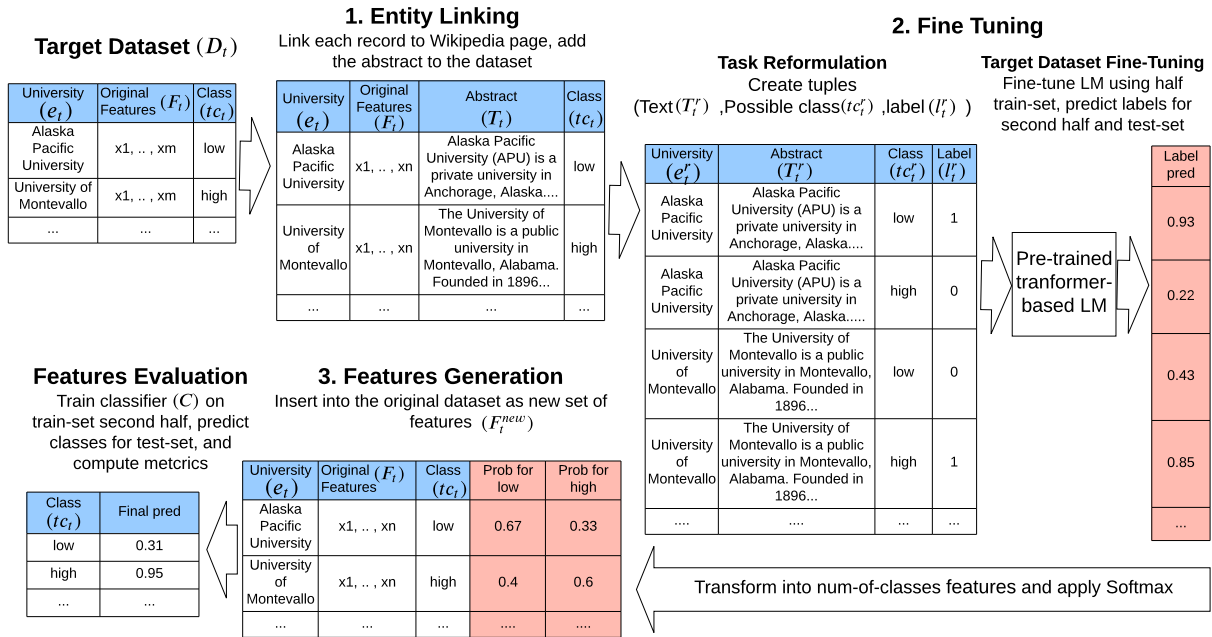 Target Dataset (D_t)
University Original Class
(e_t) Features (F_t) (tc_t)
Alaska
Pacific
University
x1, .. , xm
low
University of
Montevallo
x1, .. , xm
high
... ... ...
1. Entity Linking
Link each record to Wikipedia page, add
the abstract to the dataset
University
(e_t)
Original
Features
(F_t)
Abstract
(T_t)
Class
(tc_t)
Alaska
Pacific
University
x1, .. , xn
Alaska Pacific
University (APU) is a
private university in
Anchorage, Alaska....
low
University
of
Montevallo
x1, .. , xn
The University of
Montevallo is a public
university in
Montevallo, Alabama.
Founded in 1896...
high
... ... ... ...
2. Fine Tuning
Task Reformulation
Create tuples
(Text(T_t^r) ,Possible class(tc_t^r) ,label(l_t^r) )
Target Dataset Fine-Tuning
Fine-tune LM using half
train-set, predict labels for
second half and test-set
University
(e_t^r)
Abstract
(T_t^r)
Class
(tc_t^r)
Label
(l_t^r)
Alaska
Pacific
University
Alaska Pacific
University (APU) is a
private university in
Anchorage, Alaska....
low
1
Alaska
Pacific
University
Alaska Pacific
University (APU) is a
private university in
Anchorage, Alaska.....
high
0
University
of
Montevallo
The University of
Montevallo is a public
university in Montevallo,
Alabama. Founded in
1896...
low
0
University
of
Montevallo
The University of
Montevallo is a public
university in Montevallo,
Alabama. Founded in
1896...
high
1
.... .... ... ...
Pre-trained
tranformer-
based LM
Label
pred
0.93
0.22
0.43
0.85
...
Transform into num-of-classes features and apply Softmax
3. Features Generation
Insert into the original dataset as new set of
features (F_t^{new})
University
(e_t)
Original (F_t)
Features
Class
(tc_t)
Prob for
low
Prob for
high
Alaska
Pacific
University
x1, .. , xn
low
0.67
0.33
University
of
Montevallo
x1, .. , xn
high
0.4
0.6
... ... ... .... ....
Features Evaluation
Train classifier (C) on
train-set second half, predict
classes for test-set, and
compute metcrics
Class
(tc_t)
Final pred
low 0.31
high 0.95
... ...